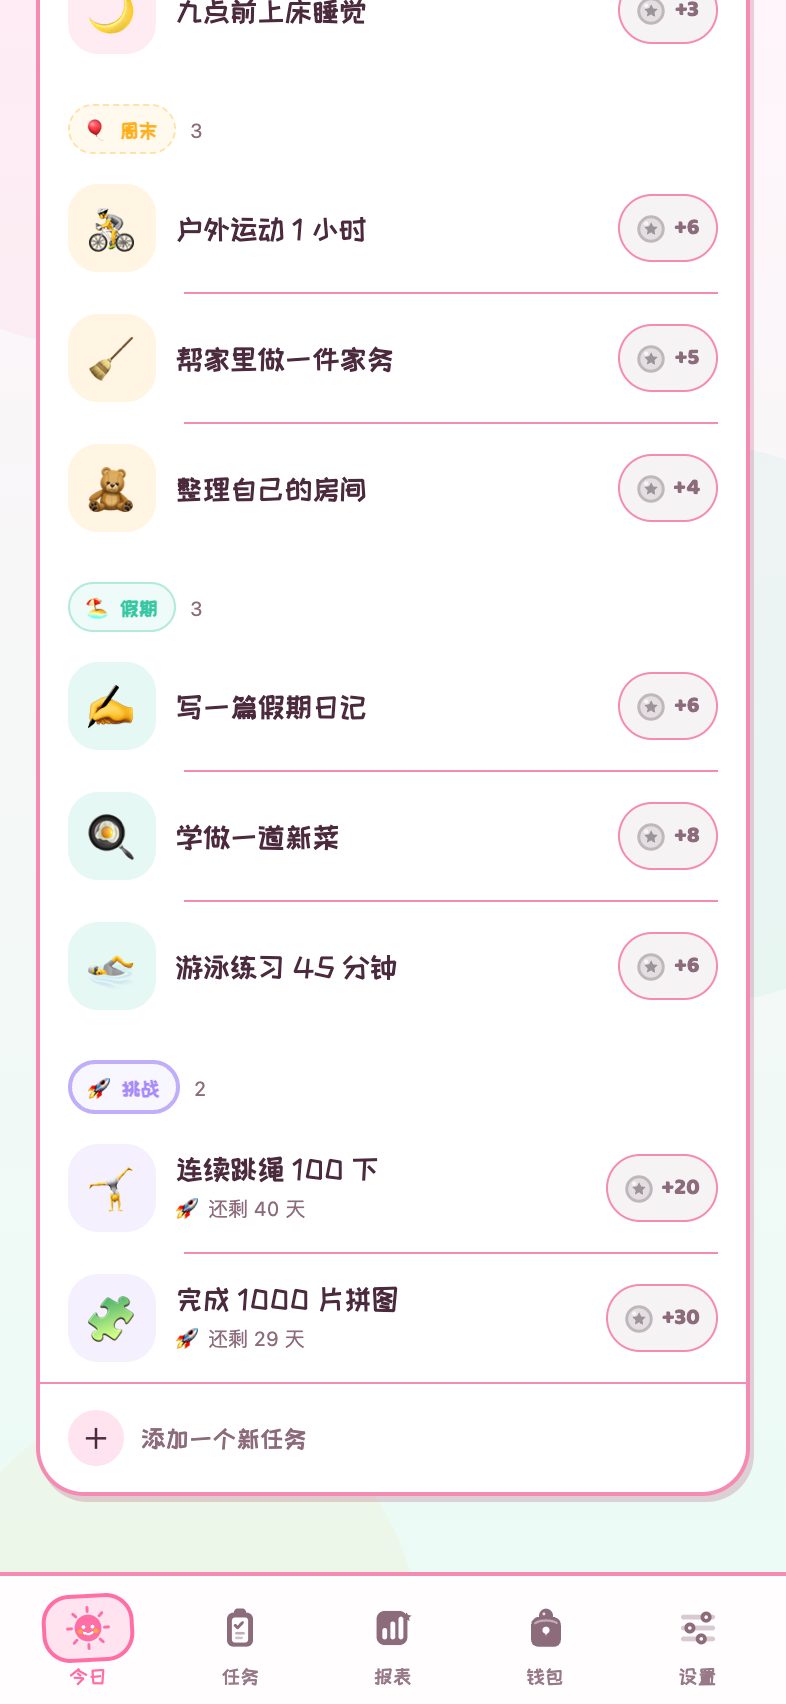 九点前上床睡觉
+3
周末
3
户外运动 1 小时
+6
帮家里做一件家务
+5
整理自己的房间
+4
假期
3
写一篇假期日记
+6
学做一道新菜
+8
游泳练习 45 分钟
+6
挑战
2
连续跳绳 100 下
还剩 40 天
+20
完成 1000 片拼图
还剩 29 天
+30
添加一个新任务
今日
任务
报表
钱包
设置